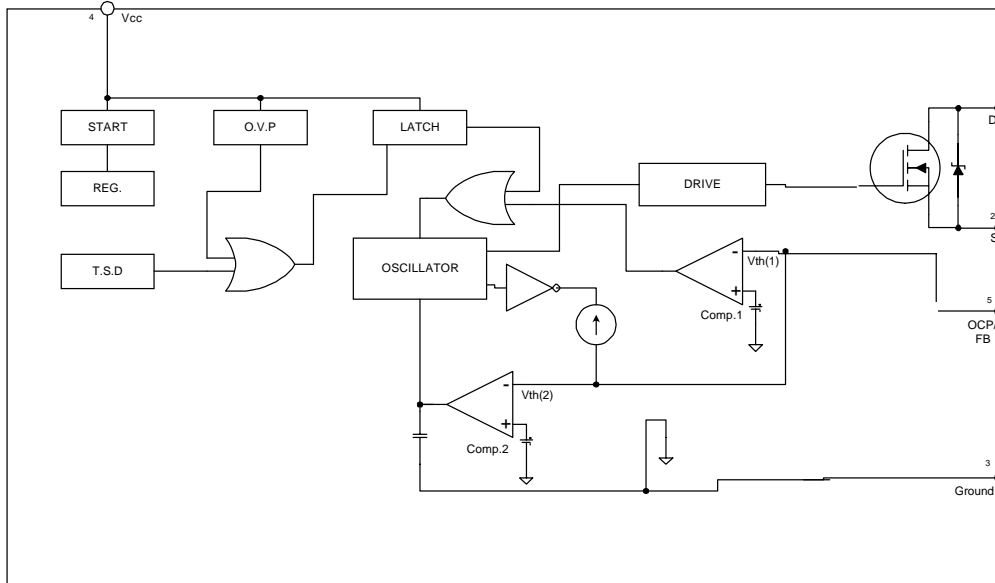 4 Vcc
START
O.V.P
LATCH
REG.
DRIVE
D
2
S
T.S.D
OSCILLATOR
-
Vth(1)
+
Comp.1
5
OCP/
FB
-
Vth(2)
+
Comp.2
3
Ground